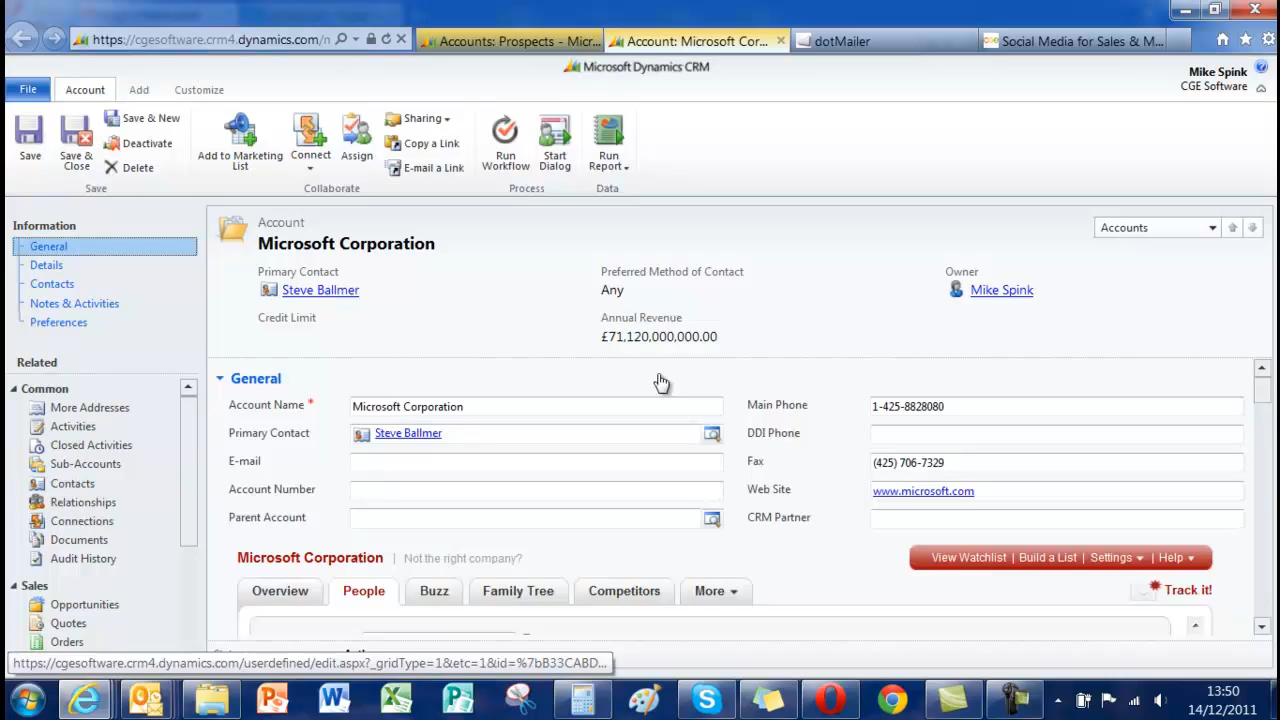 https://cgesoftware.crm4.dynamics.com/n
Accounts: Prospects - Micr...
Account: Microsoft Cor...
dotMailer
Social Media for Sales & M...
Microsoft Dynamics CRM
Mike Spink
CGE Software
File
Account
Add
Customize
Save
Save & Close
Save & New
Deactivate
Delete
Save
Add to Marketing List
Connect
Assign
Sharing
Copy a Link
E-mail a Link
Collaborate
Run Workflow
Start Dialog
Process
Run Report
Data
Information
General
Details
Contacts
Notes & Activities
Preferences
Related
Common
More Addresses
Activities
Closed Activities
Sub-Accounts
Contacts
Relationships
Connections
Documents
Audit History
Sales
Opportunities
Quotes
Orders
Account
Microsoft Corporation
Accounts
Primary Contact
Steve Ballmer
Preferred Method of Contact
Any
Owner
Mike Spink
Credit Limit
Annual Revenue
£71,120,000,000.00
General
Account Name * Microsoft Corporation
Main Phone 1-425-8828080
Primary Contact Steve Ballmer
DDI Phone
E-mail
Fax (425) 706-7329
Account Number
Web Site www.microsoft.com
Parent Account
CRM Partner
Microsoft Corporation | Not the right company?
View Watchlist | Build a List | Settings | Help
Overview
People
Buzz
Family Tree
Competitors
More
Track it!
https://cgesoftware.crm4.dynamics.com/userdefined/edit.aspx?_gridType=1&etc=1&id=%7bB33CABD...
13:50
14/12/2011